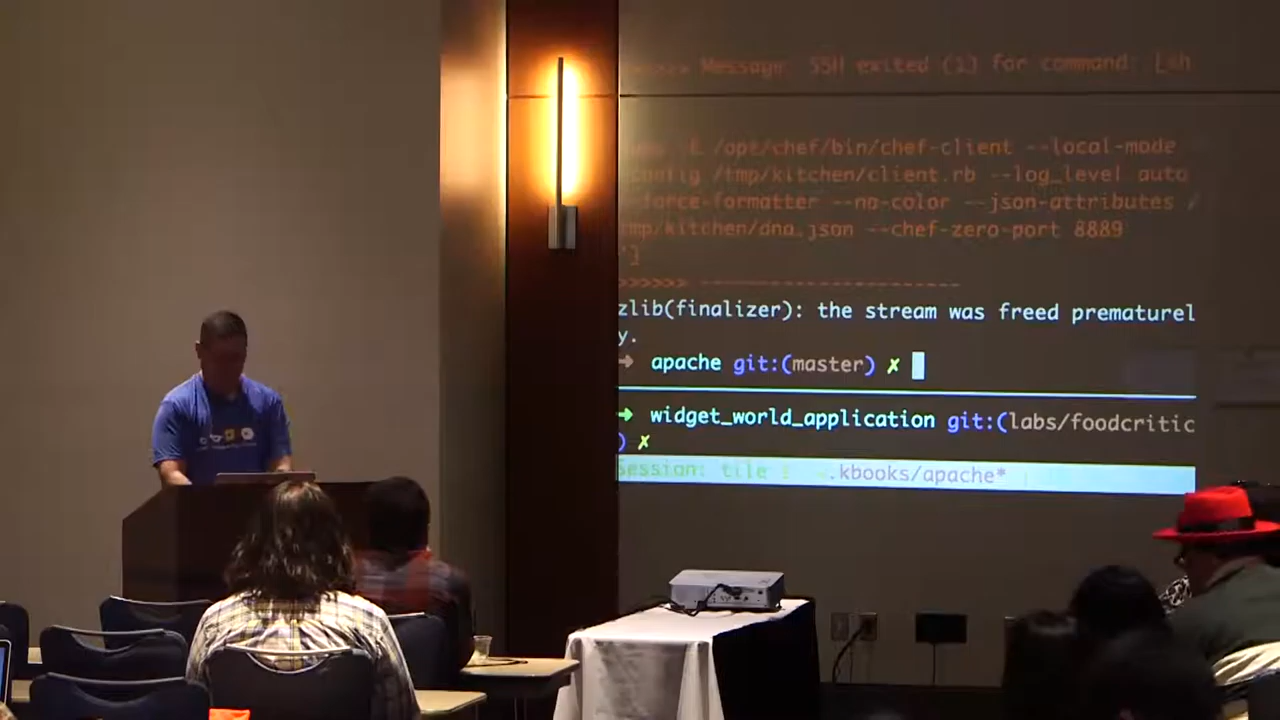 >>>>>> Message: SSH exited (1) for command: [sh
E /opt/chef/bin/chef-client --local-mode
config /tmp/kitchen/client.rb --log_level auto
force-formatter --no-color --json-attributes /
tmp/kitchen/dna.json --chef-zero-port 8889
']
>>>>>> ----------------------
zlib(finalizer): the stream was freed prematurel
y.
➜ apache git:(master) ✗
➜ widget_world_application git:(labs/foodcritic
) ✗
Session: tile .kbooks/apache*